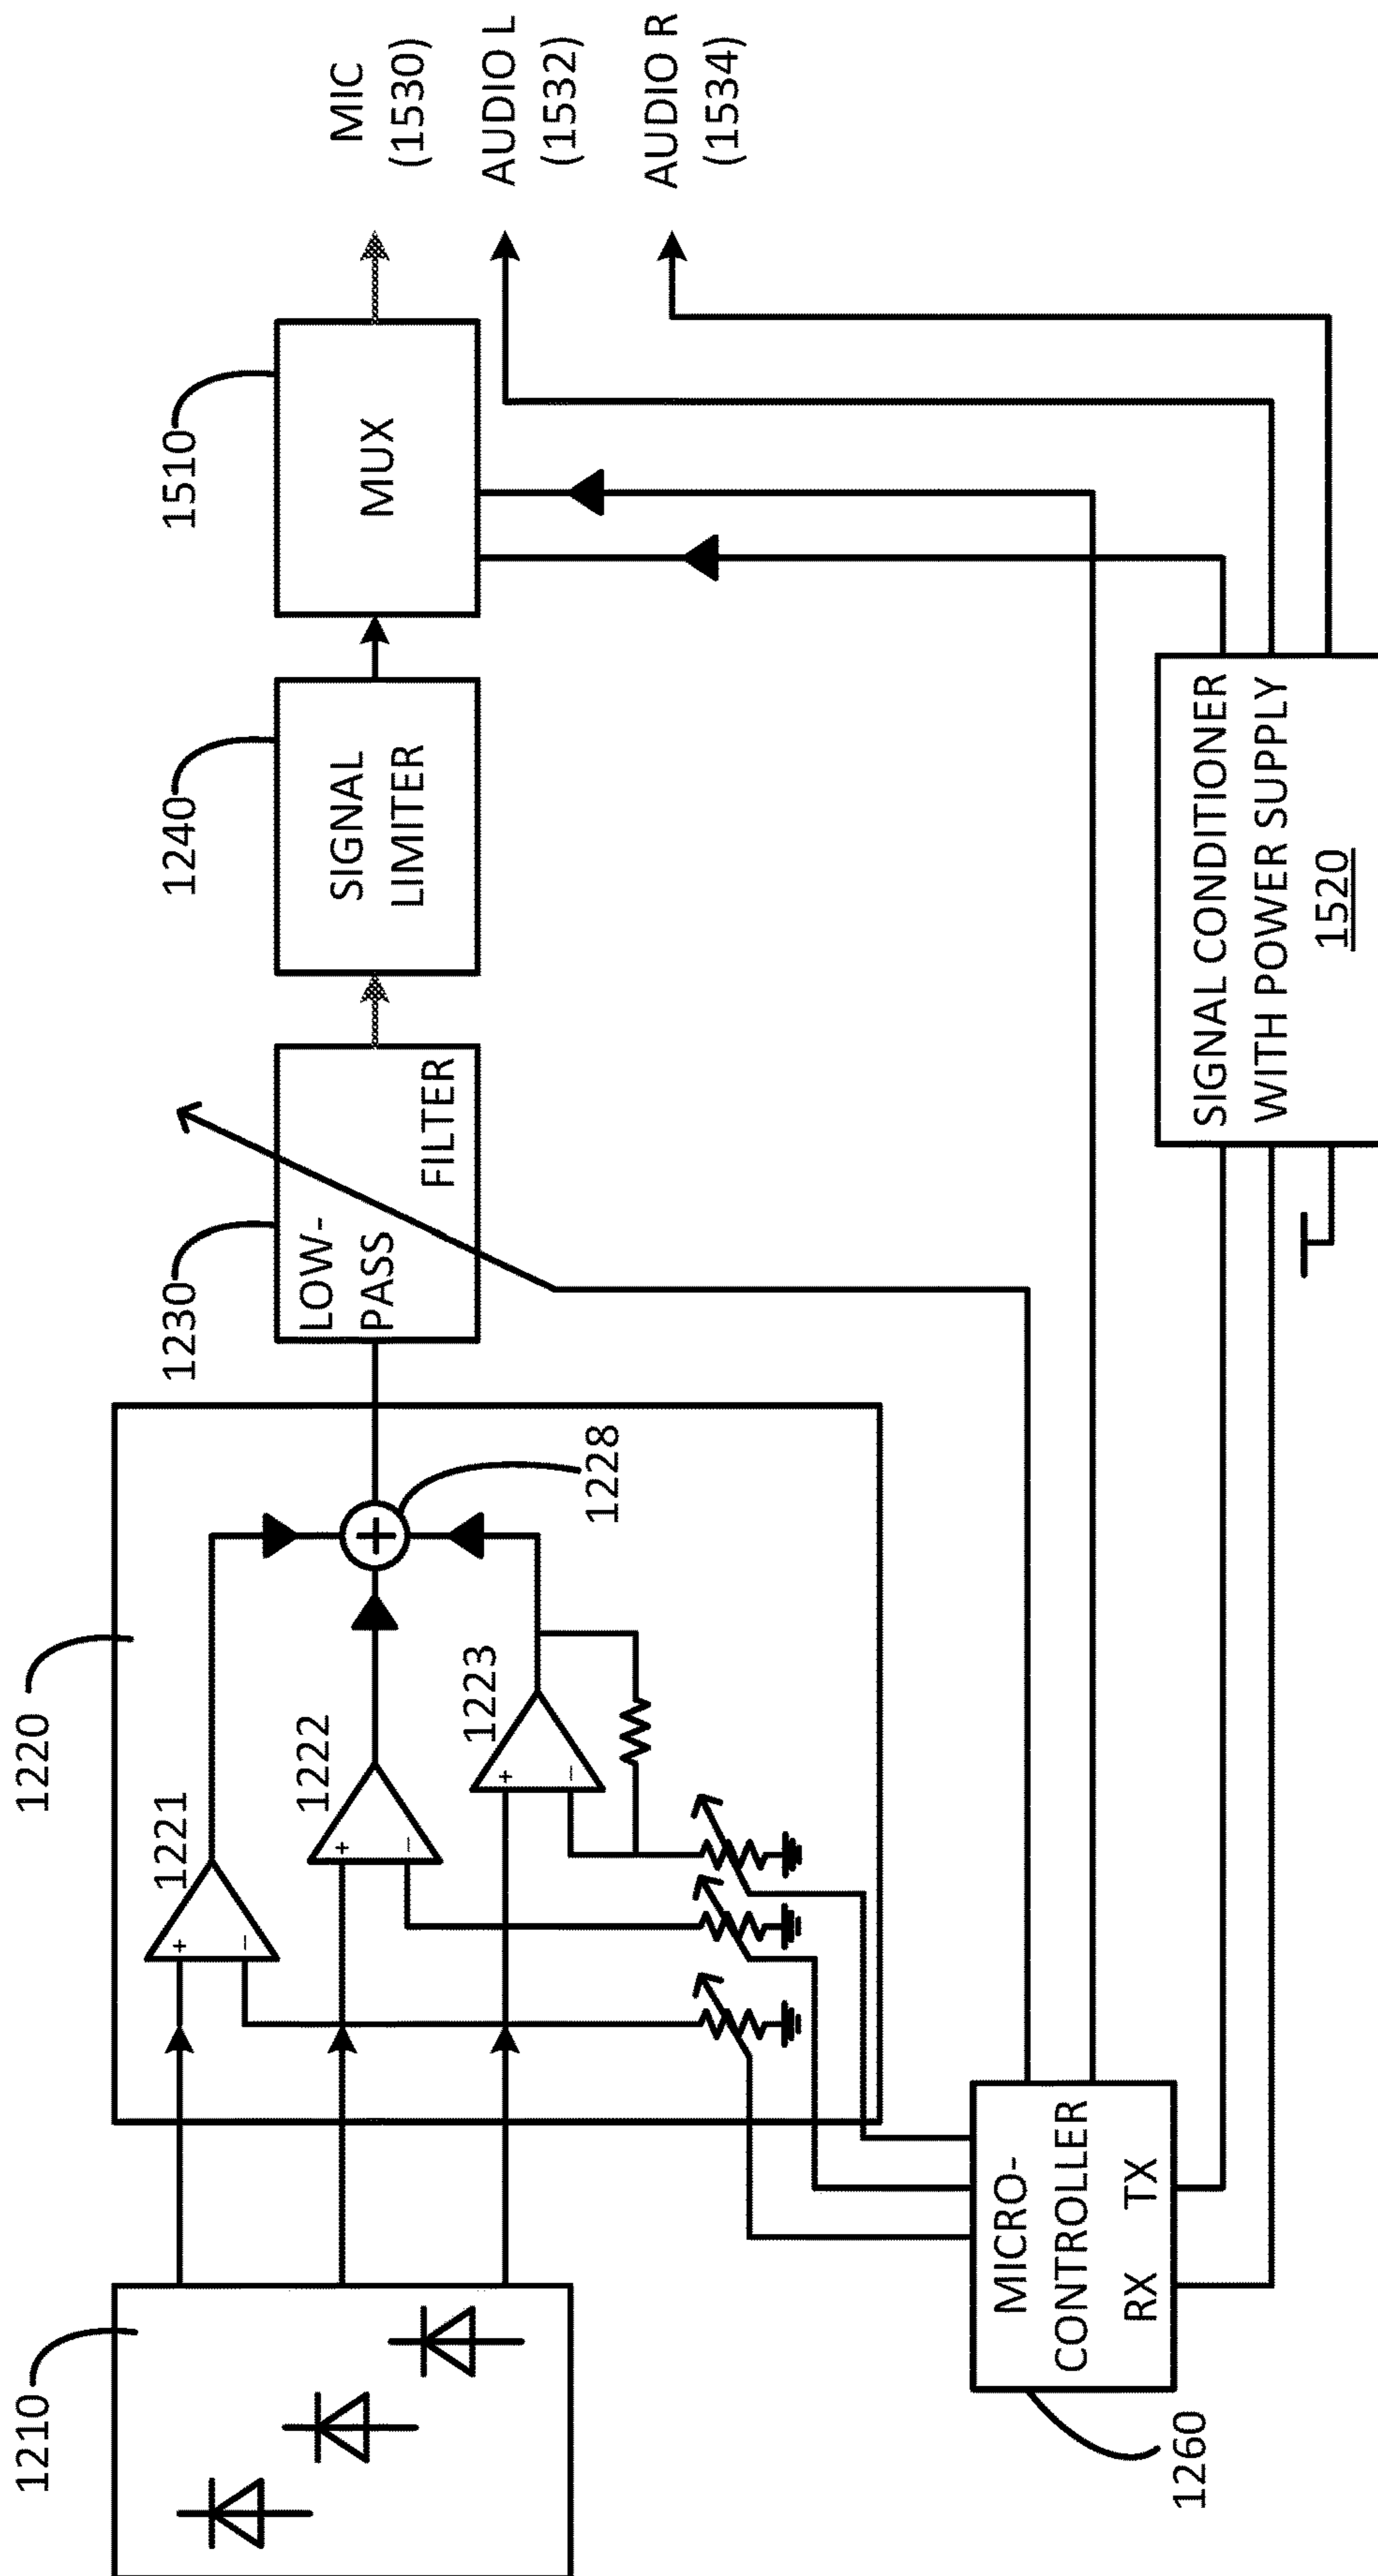 1210
1220
1221
+
−
1222
+
−
1223
+
−
+
1228
1230
LOW-
PASS
FILTER
1240
SIGNAL
LIMITER
1510
MUX
MIC
(1530)
AUDIO L
(1532)
AUDIO R
(1534)
MICRO-
CONTROLLER
RX TX
1260
SIGNAL CONDITIONER
WITH POWER SUPPLY
1520